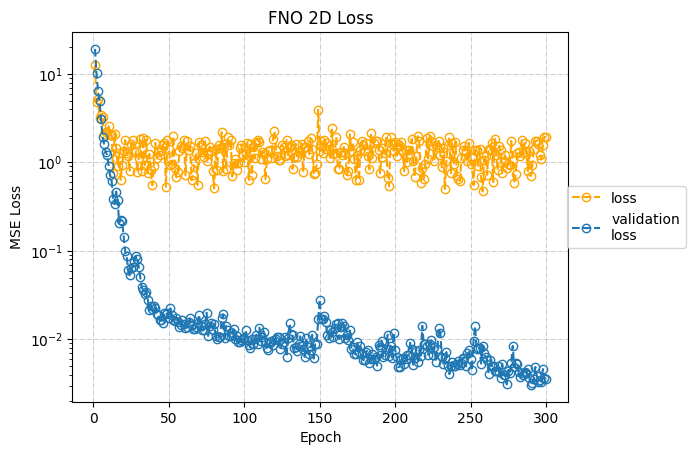 FNO 2D Loss
MSE Loss
10¹
10⁰
10⁻¹
10⁻²
loss
validation
loss
0 50 100 150 200 250 300
Epoch